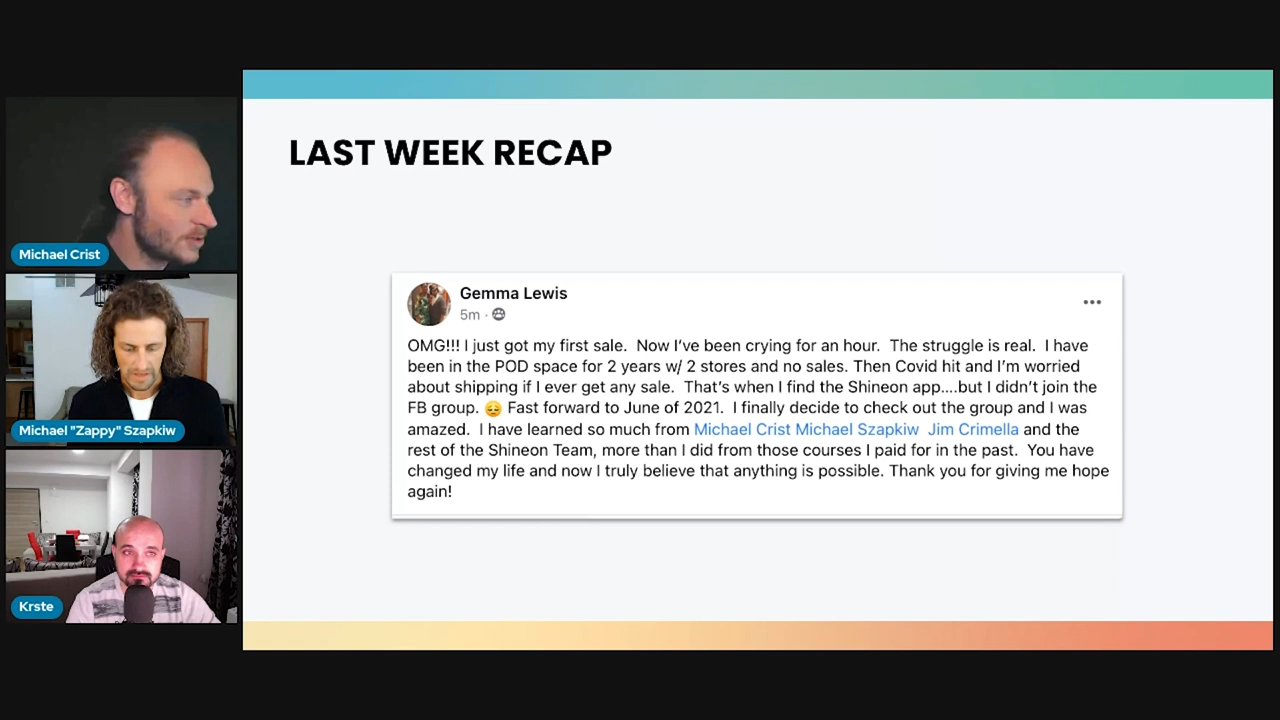 LAST WEEK RECAP
Michael Crist
Michael "Zappy" Szapkiw
Krste
Gemma Lewis
5m ·
OMG!!! I just got my first sale. Now I've been crying for an hour. The struggle is real. I have
been in the POD space for 2 years w/ 2 stores and no sales. Then Covid hit and I'm worried
about shipping if I ever get any sale. That's when I find the Shineon app....but I didn't join the
FB group. 😔 Fast forward to June of 2021. I finally decide to check out the group and I was
amazed. I have learned so much from Michael Crist Michael Szapkiw Jim Crimella and the
rest of the Shineon Team, more than I did from those courses I paid for in the past. You have
changed my life and now I truly believe that anything is possible. Thank you for giving me hope
again!